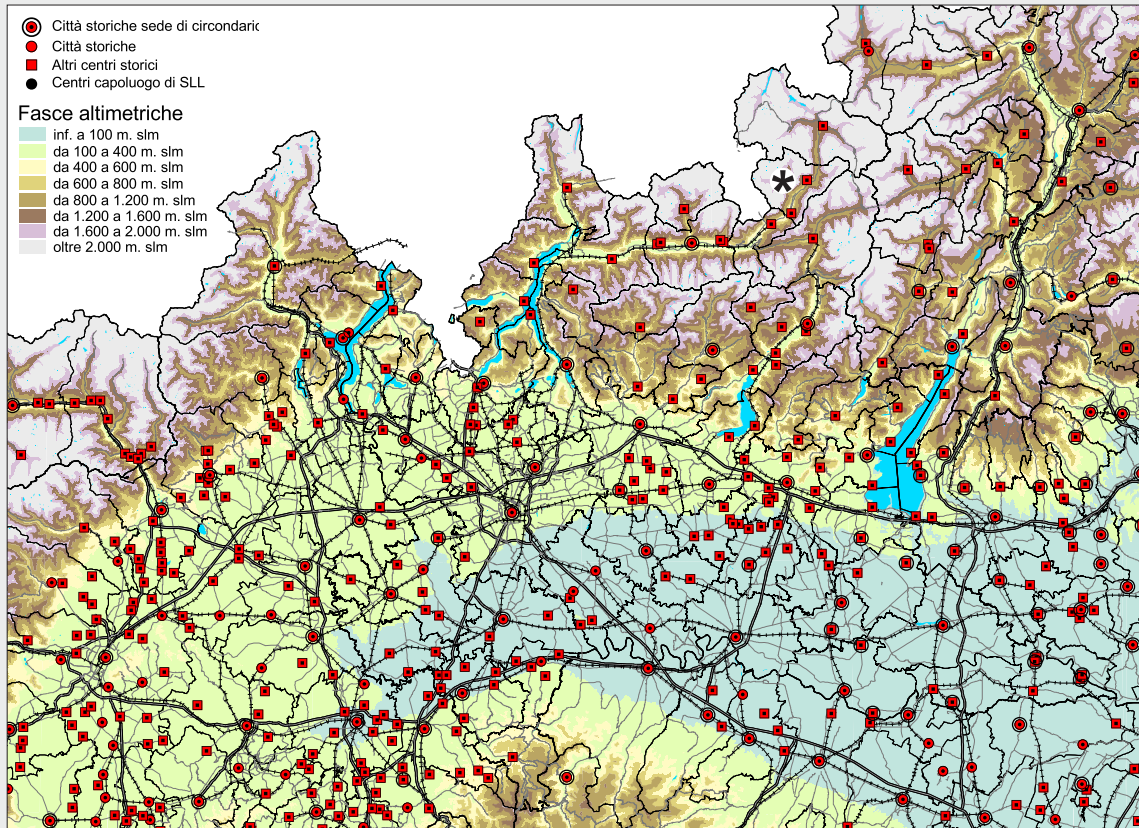 Città storiche sede di circondaric
Città storiche
Altri centri storici
Centri capoluogo di SLL
Fasce altimetriche
inf. a 100 m. slm
da 100 a 400 m. slm
da 400 a 600 m. slm
da 600 a 800 m. slm
da 800 a 1.200 m. slm
da 1.200 a 1.600 m. slm
da 1.600 a 2.000 m. slm
oltre 2.000 m. slm
*